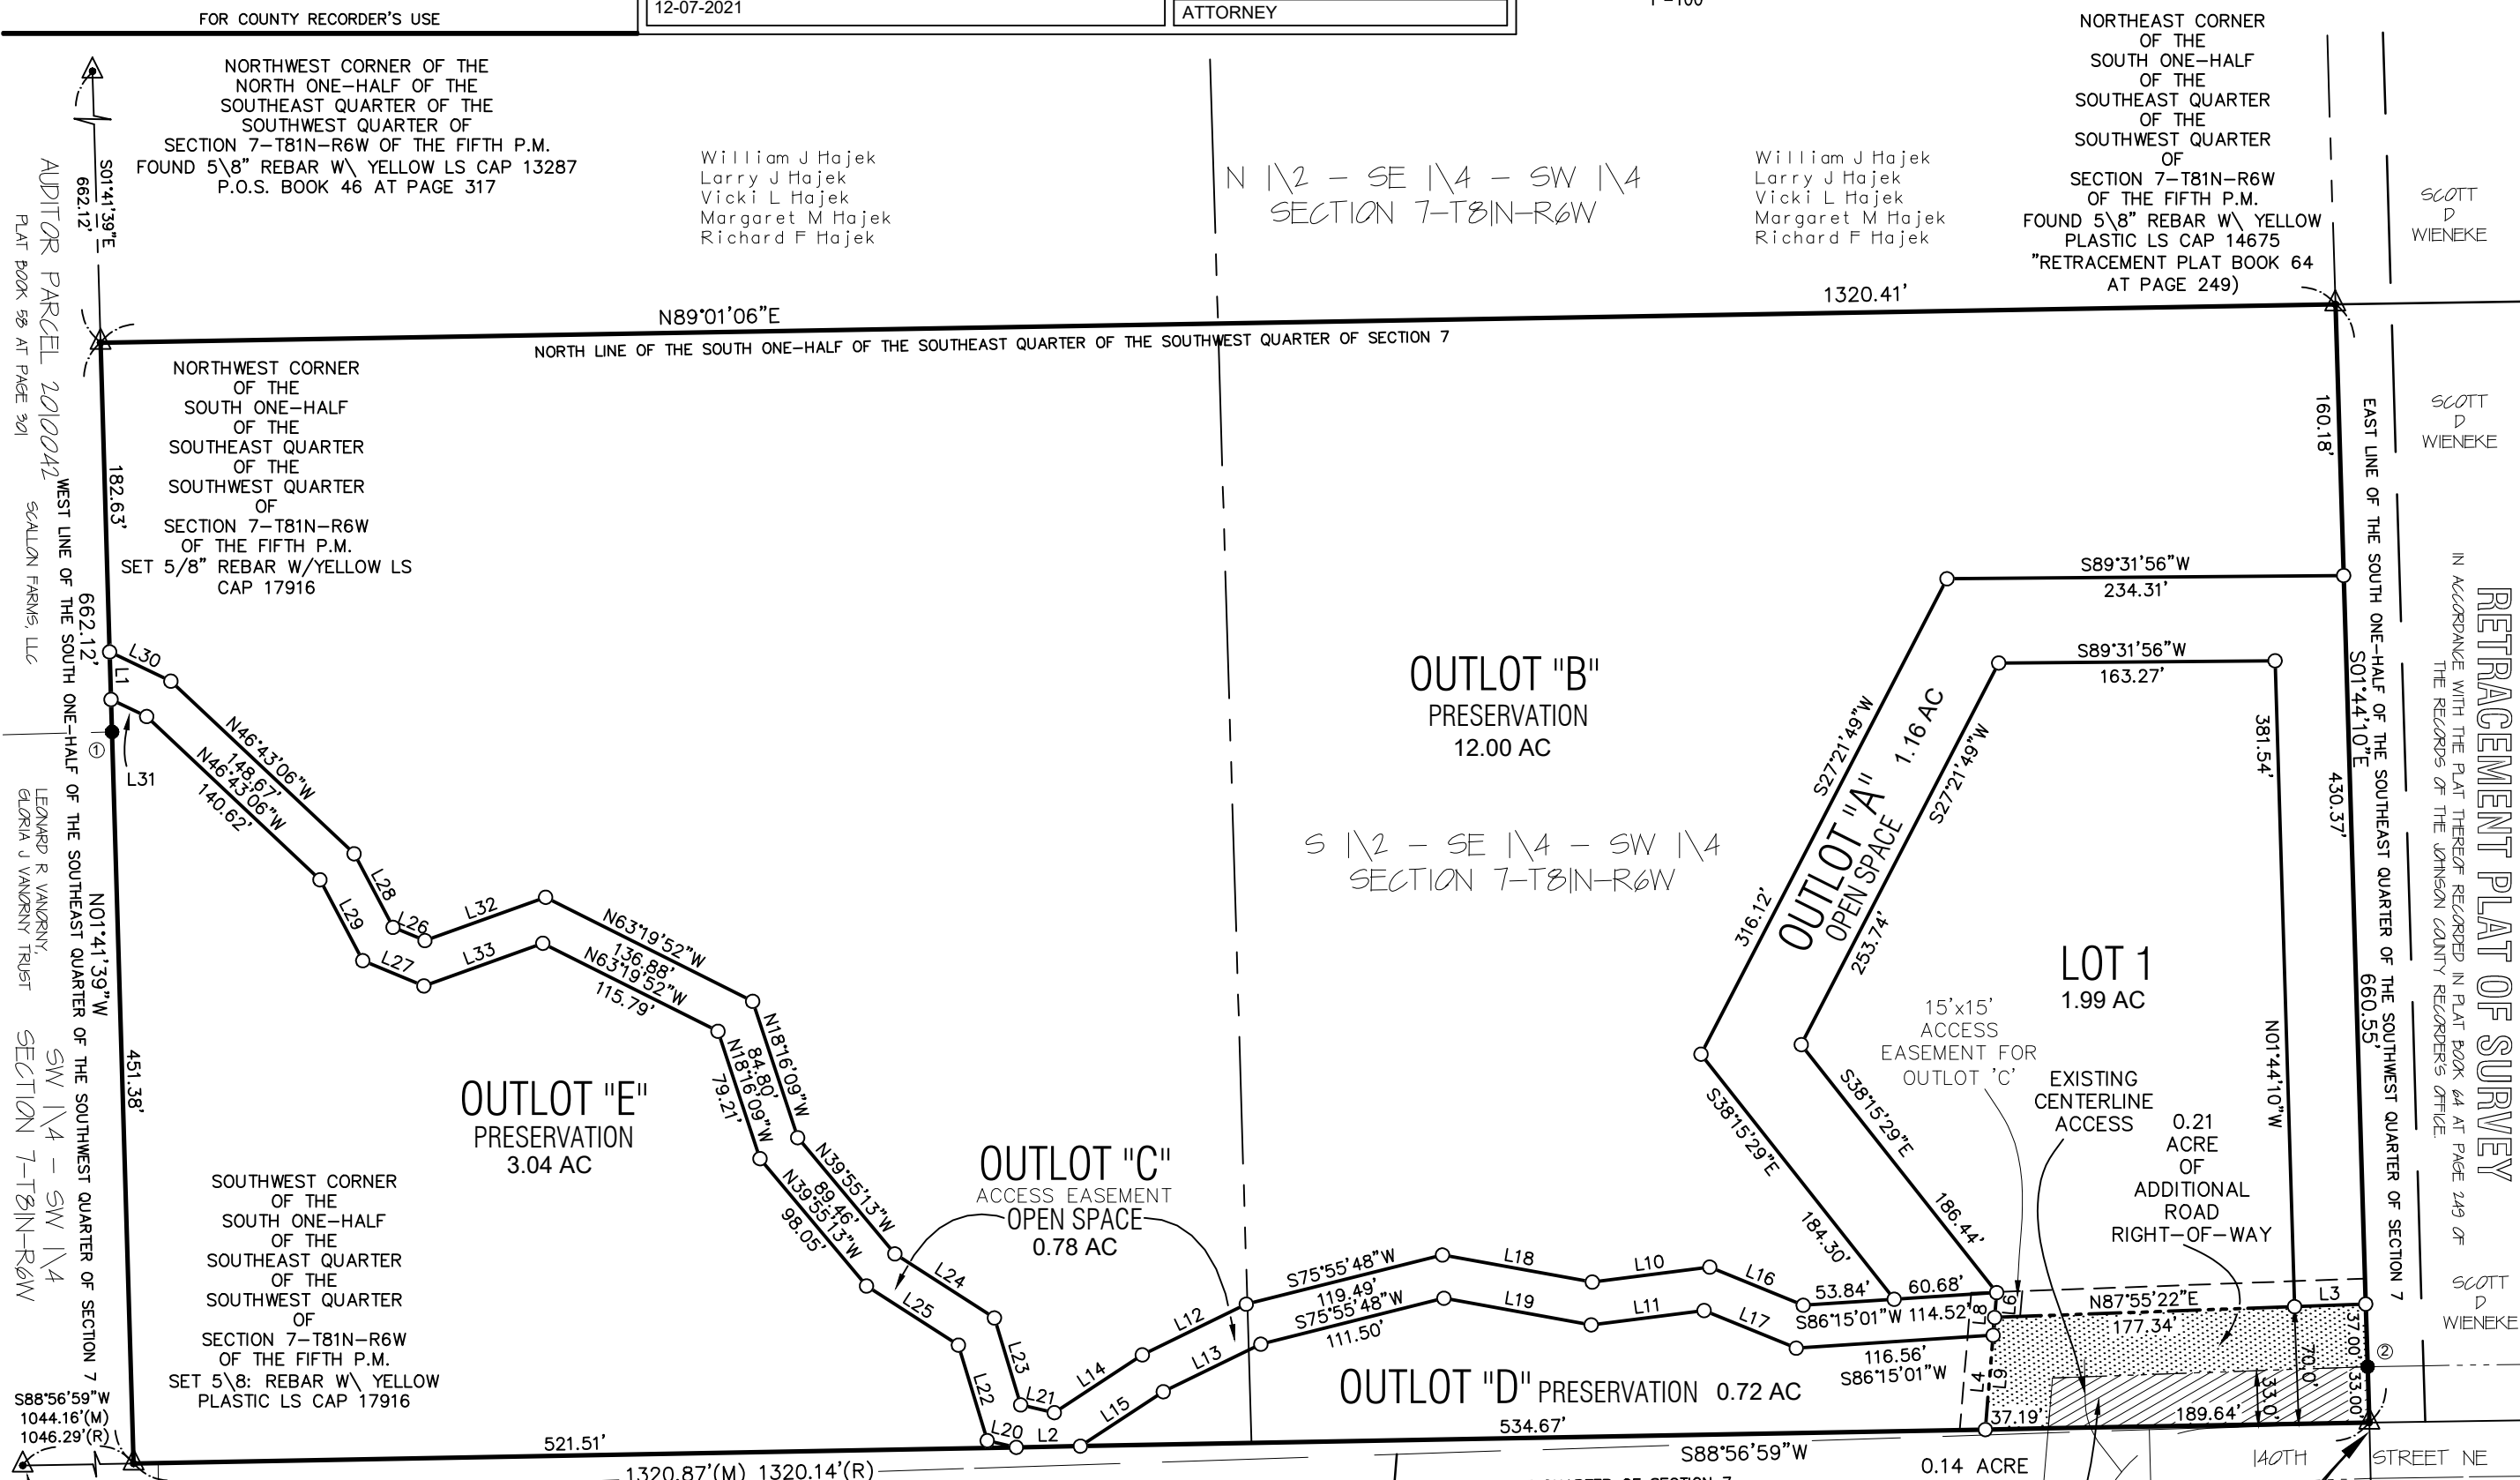 FOR COUNTY RECORDER'S USE
12-07-2021
ATTORNEY
NORTHWEST CORNER OF THE
NORTH ONE-HALF OF THE
SOUTHEAST QUARTER OF THE
SOUTHWEST QUARTER OF
SECTION 7-T81N-R6W OF THE FIFTH P.M.
FOUND 5\8" REBAR W\ YELLOW LS CAP 13287
P.O.S. BOOK 46 AT PAGE 317
William J Hajek
Larry J Hajek
Vicki L Hajek
Margaret M Hajek
Richard F Hajek
N 1\2 - SE 1\4 - SW 1\4
SECTION 7-T81N-R6W
William J Hajek
Larry J Hajek
Vicki L Hajek
Margaret M Hajek
Richard F Hajek
NORTHEAST CORNER
OF THE
SOUTH ONE-HALF
OF THE
SOUTHEAST QUARTER
OF THE
SOUTHWEST QUARTER
OF
SECTION 7-T81N-R6W
OF THE FIFTH P.M.
FOUND 5\8" REBAR W\ YELLOW
PLASTIC LS CAP 14675
"RETRACEMENT PLAT BOOK 64
AT PAGE 249)
SCOTT
D
WIENEKE
S01°41'39"E
662.12'
AUDITOR PARCEL 2010042
PLAT BOOK 58 AT PAGE 301
SCALLON FARMS, LLC
N89°01'06"E
1320.41'
NORTH LINE OF THE SOUTH ONE-HALF OF THE SOUTHEAST QUARTER OF THE SOUTHWEST QUARTER OF SECTION 7
NORTHWEST CORNER
OF THE
SOUTH ONE-HALF
OF THE
SOUTHEAST QUARTER
OF THE
SOUTHWEST QUARTER
OF
SECTION 7-T81N-R6W
OF THE FIFTH P.M.
SET 5/8" REBAR W/YELLOW LS
CAP 17916
182.63'
662.12'
WEST LINE OF THE SOUTH ONE-HALF OF THE SOUTHEAST QUARTER OF THE SOUTHWEST QUARTER OF SECTION 7
N01°41'39"W
451.38'
L1
L30
L31
①
LEONARD R VANORNY,
GLORIA J VANORNY TRUST
SW 1\4 - SW 1\4
SECTION 7-T81N-R6W
N46°43'06"W
148.67'
N46°43'06"W
140.62'
L28
L29
L26
L27
L32
L33
N63°19'52"W
136.88'
N63°19'52"W
115.79'
N18°16'09"W
84.80'
N18°16'09"W
79.21'
N39°55'13"W
89.46'
N39°55'13"W
98.05'
L24
L25
L23
L22
L21
L20
L2
L14
L15
L12
L13
OUTLOT "E"
PRESERVATION
3.04 AC
SOUTHWEST CORNER
OF THE
SOUTH ONE-HALF
OF THE
SOUTHEAST QUARTER
OF THE
SOUTHWEST QUARTER
OF
SECTION 7-T81N-R6W
OF THE FIFTH P.M.
SET 5\8: REBAR W\ YELLOW
PLASTIC LS CAP 17916
S88°56'59"W
1044.16'(M)
1046.29'(R)
521.51'
1320.87'(M) 1320.14'(R)
OUTLOT "C"
ACCESS EASEMENT
OPEN SPACE
0.78 AC
OUTLOT "B"
PRESERVATION
12.00 AC
S 1\2 - SE 1\4 - SW 1\4
SECTION 7-T81N-R6W
S75°55'48"W
119.49'
S75°55'48"W
111.50'
L18
L19
L10
L11
L16
L17
53.84'
60.68'
S86°15'01"W 114.52'
116.56'
S86°15'01"W
OUTLOT "D" PRESERVATION 0.72 AC
534.67'
S88°56'59"W
S89°31'56"W
234.31'
S89°31'56"W
163.27'
S27°21'49"W
316.12'
OUTLOT "A" 1.16 AC
OPEN SPACE
S27°21'49"W
253.74'
S38°15'29"E
184.30'
S38°15'29"E
186.44'
LOT 1
1.99 AC
381.54'
N01°44'10"W
15'x15'
ACCESS
EASEMENT FOR
OUTLOT 'C'
EXISTING
CENTERLINE
ACCESS
0.21
ACRE
OF
ADDITIONAL
ROAD
RIGHT-OF-WAY
L6
L8
L4
L9
N87°55'22"E
177.34'
L3
37.00'
70.0'
33.0'
33.00'
37.19'
189.64'
②
160.18'
S01°44'10"E
430.37'
660.55'
EAST LINE OF THE SOUTH ONE-HALF OF THE SOUTHEAST QUARTER OF THE SOUTHWEST QUARTER OF SECTION 7
SCOTT
D
WIENEKE
RETRACEMENT PLAT OF SURVEY
IN ACCORDANCE WITH THE PLAT THEREOF RECORDED IN PLAT BOOK 64 AT PAGE 249 OF
THE RECORDS OF THE JOHNSON COUNTY RECORDER'S OFFICE.
SCOTT
D
WIENEKE
0.14 ACRE
140TH STREET NE